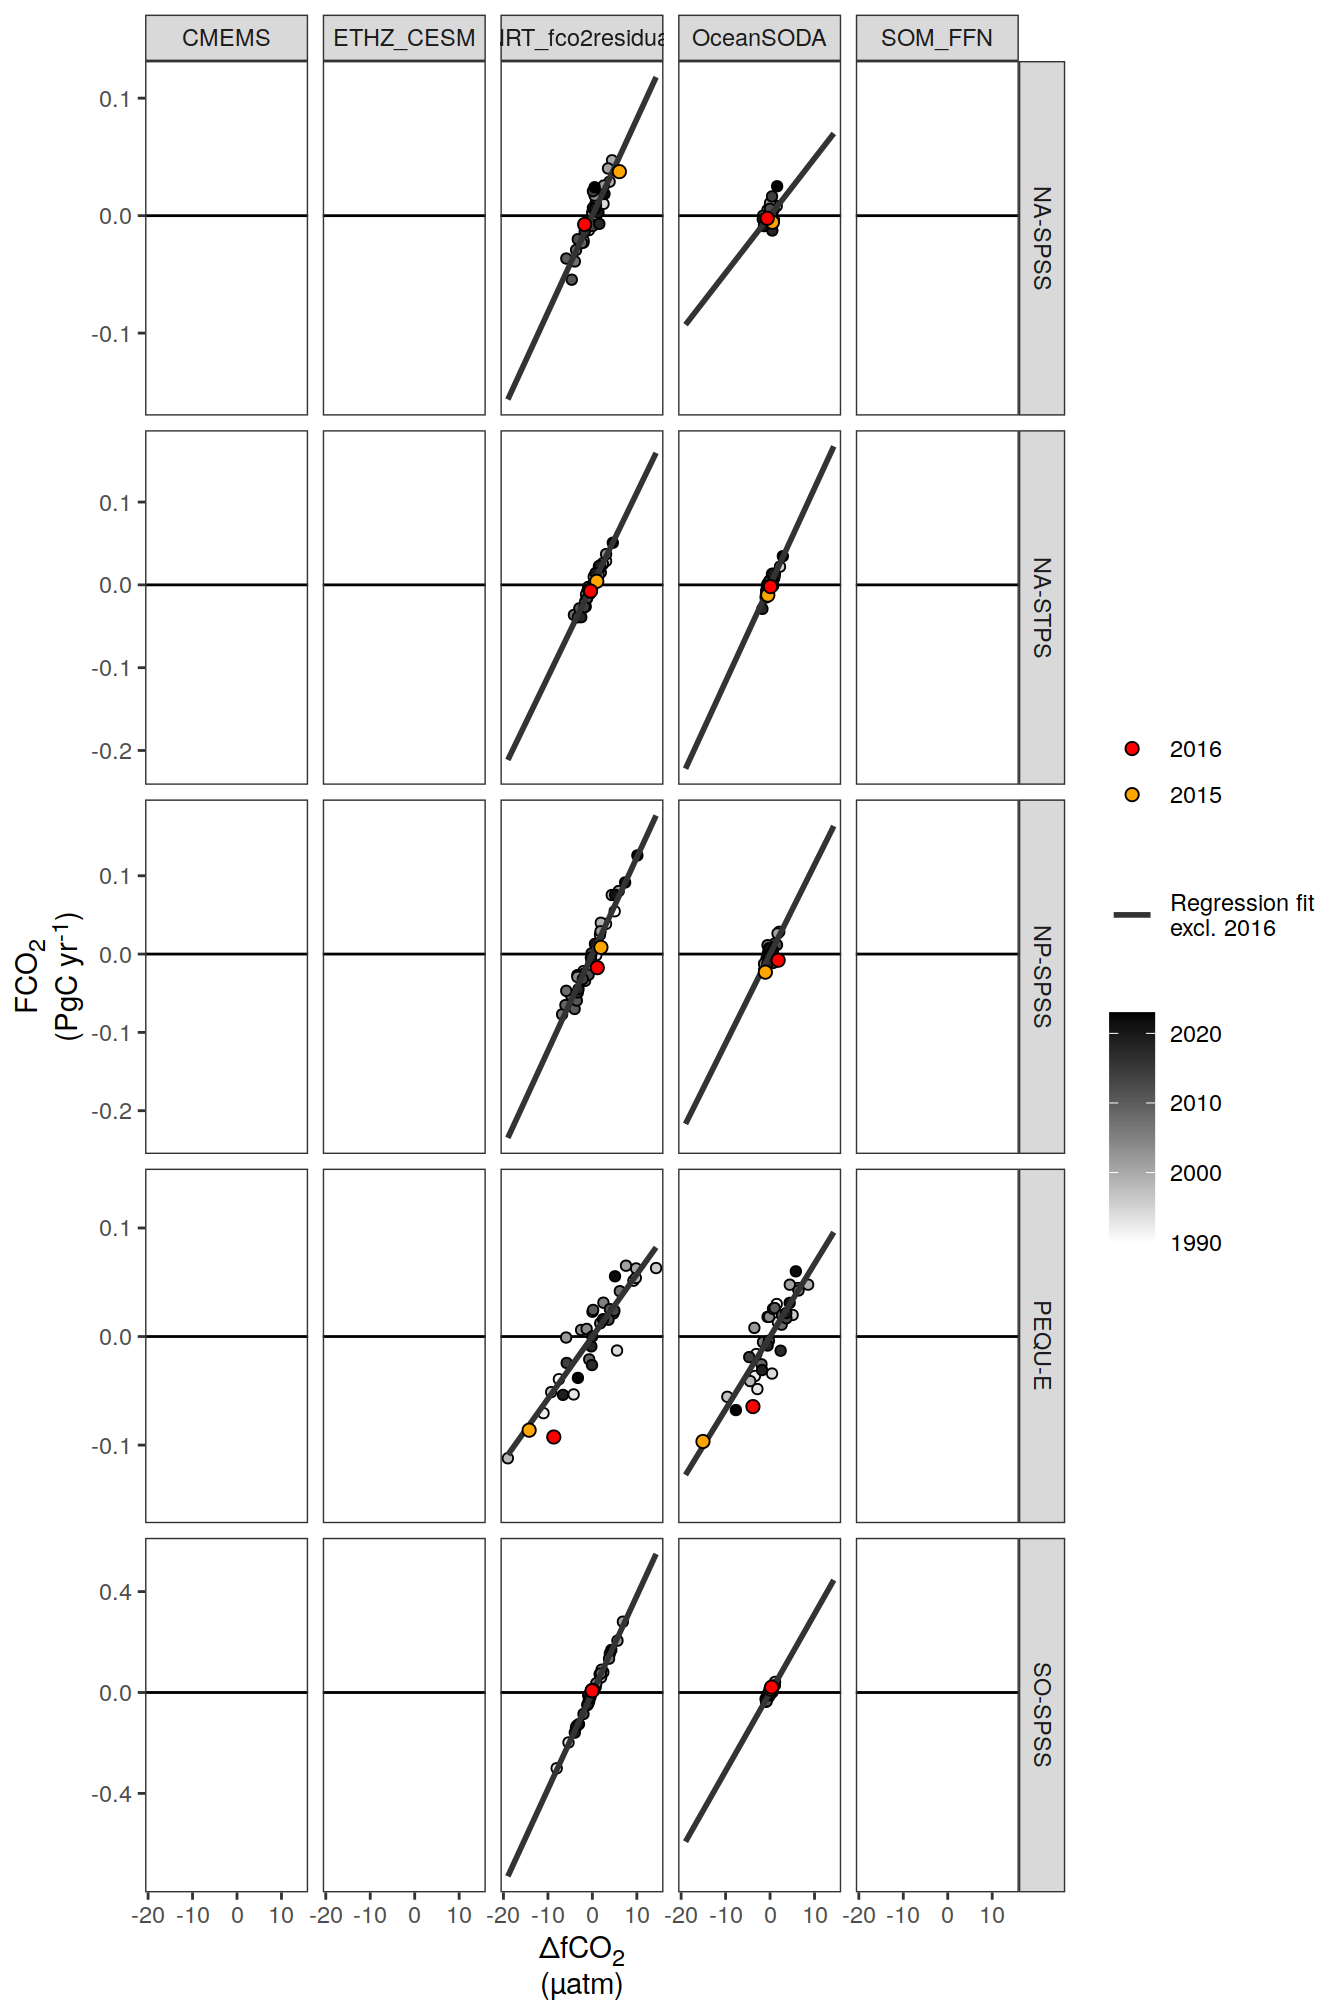 CMEMS ETHZ_CESM NRT_fco2residua OceanSODA SOM_FFN
0.1
0.0
-0.1
NA-SPSS
0.1
0.0
-0.1
-0.2
NA-STPS
0.1
0.0
-0.1
-0.2
NP-SPSS
0.1
0.0
-0.1
PEQU-E
0.4
0.0
-0.4
SO-SPSS
-20 -10 0 10 -20 -10 0 10 -20 -10 0 10 -20 -10 0 10 -20 -10 0 10
ΔfCO₂
(µatm)
FCO₂
(PgC yr⁻¹)
2016
2015
Regression fit
excl. 2016
2020
2010
2000
1990